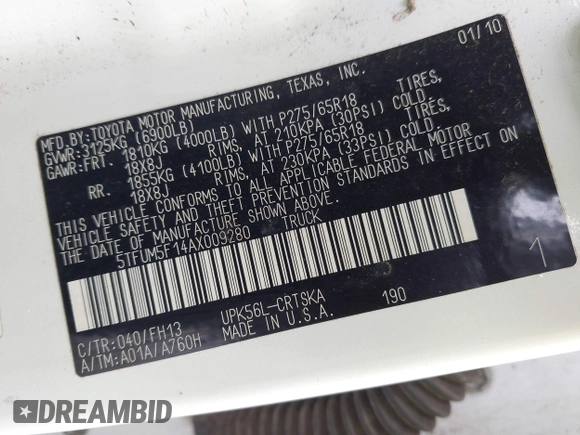 MFD.BY:TOYOTA MOTOR MANUFACTURING, TEXAS, INC. 01/10
GVWR:3125KG (6900LB)
GAWR:FRT 1810KG (4000LB) WITH P275/65R18 TIRES,
18X8J RIMS, AT 210KPA (30PSI) COLD.
RR. 1855KG (4100LB) WITH P275/65R18 TIRES,
18X8J RIMS, AT 230KPA (33PSI) COLD.
THIS VEHICLE CONFORMS TO ALL APPLICABLE FEDERAL MOTOR
VEHICLE SAFETY AND THEFT PREVENTION STANDARDS IN EFFECT ON
THE DATE OF MANUFACTURE SHOWN ABOVE.
5TFUM5F14AX009280 TRUCK
1
UPK56L-CRTSKA 190
C/TR:040/FH13 MADE IN U.S.A.
A/TM:A01A/A760H
DREAMBID